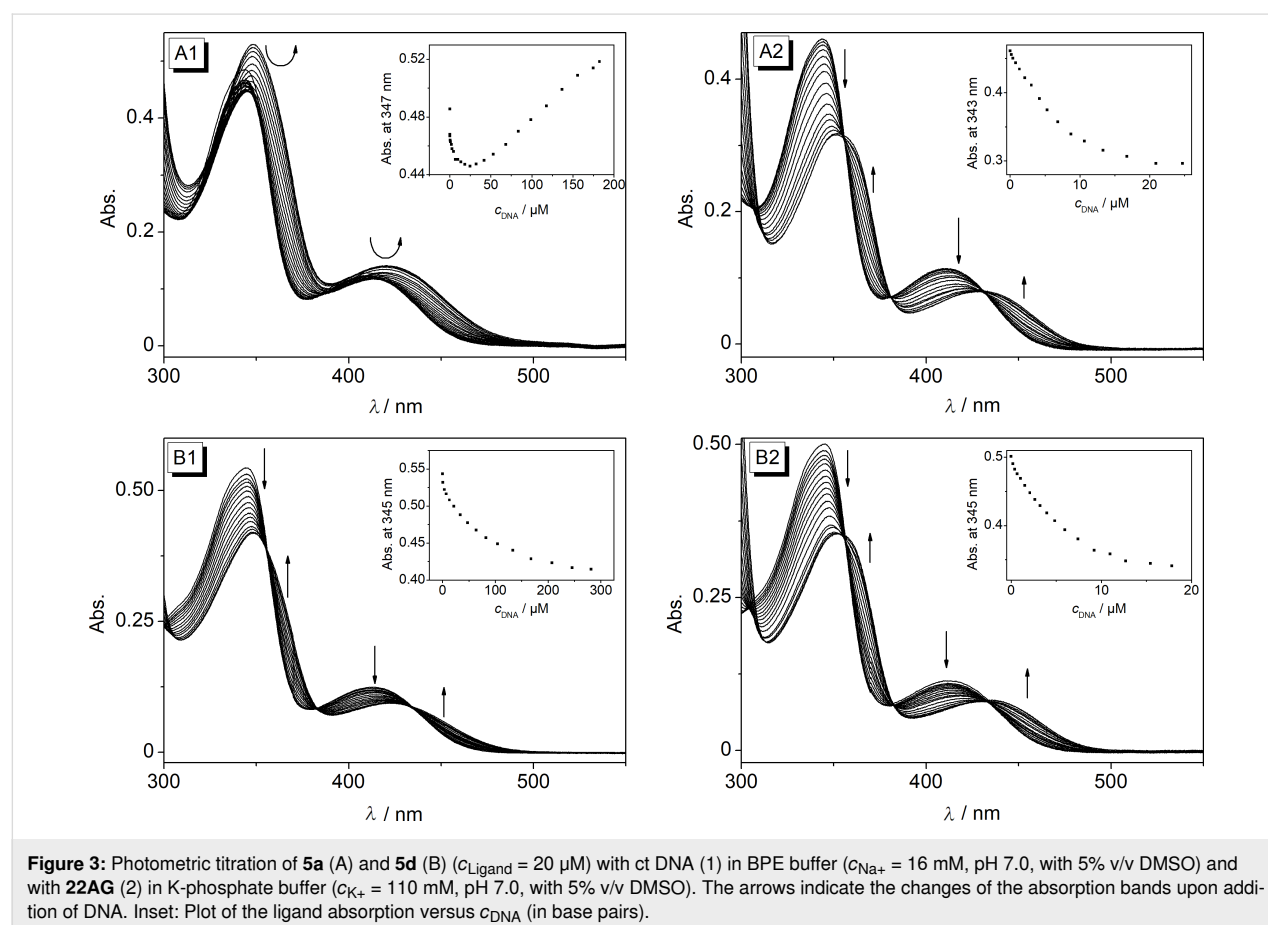 A1
Abs.
0.4
0.2
0
300
400
500
λ / nm
Abs. at 347 nm
0.52
0.48
0.44
0
50
100
150
200
cDNA / µM
A2
Abs.
0.4
0.2
0
300
400
500
λ / nm
Abs. at 343 nm
0.4
0.3
0
10
20
cDNA / µM
B1
Abs.
0.50
0.25
0
300
400
500
λ / nm
Abs. at 345 nm
0.55
0.50
0.45
0.40
0
100
200
300
cDNA / µM
B2
Abs.
0.50
0.25
0
300
400
500
λ / nm
Abs. at 345 nm
0.5
0.4
0
10
20
cDNA / µM
Figure 3: Photometric titration of 5a (A) and 5d (B) (cLigand = 20 µM) with ct DNA (1) in BPE buffer (cNa+ = 16 mM, pH 7.0, with 5% v/v DMSO) and
with 22AG (2) in K-phosphate buffer (cK+ = 110 mM, pH 7.0, with 5% v/v DMSO). The arrows indicate the changes of the absorption bands upon addi-
tion of DNA. Inset: Plot of the ligand absorption versus cDNA (in base pairs).